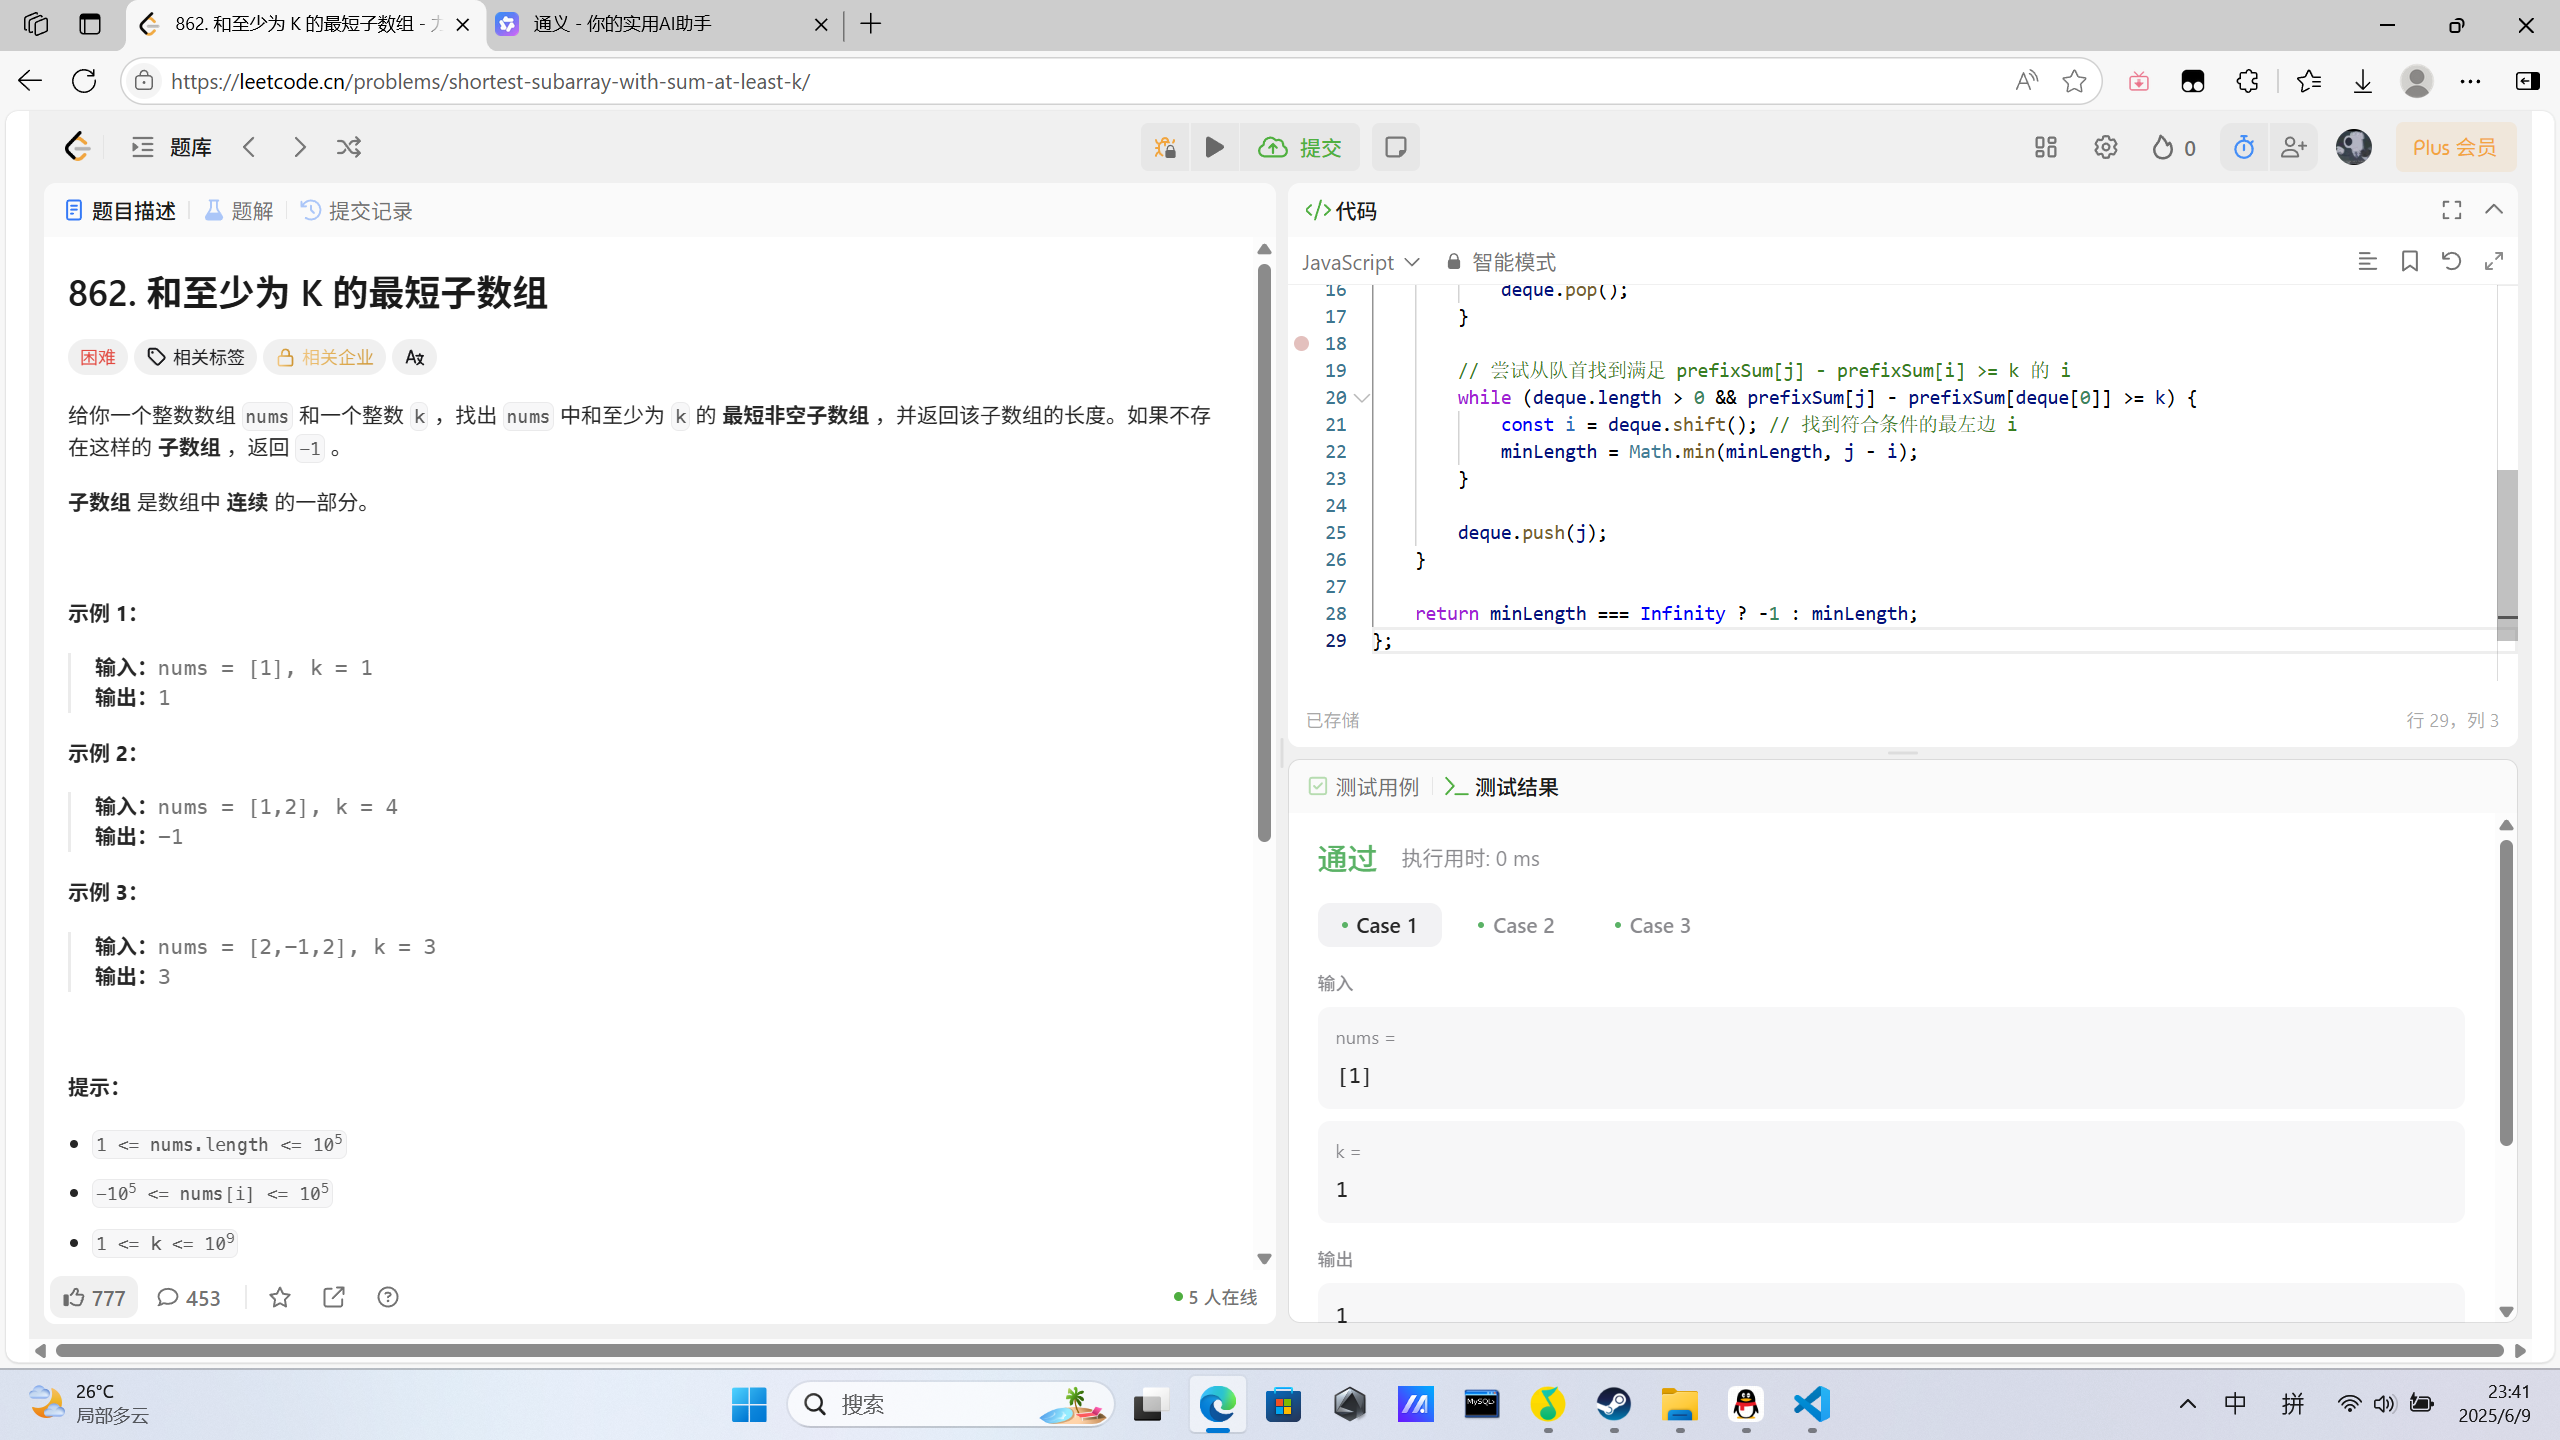 862. 和至少为 K 的最短子数组 - 力
通义 - 你的实用AI助手
https://leetcode.cn/problems/shortest-subarray-with-sum-at-least-k/
题库
提交
0
Plus 会员
题目描述
题解
提交记录
862. 和至少为 K 的最短子数组
困难
相关标签
相关企业
给你一个整数数组 nums 和一个整数 k ，找出 nums 中和至少为 k 的 最短非空子数组 ，并返回该子数组的长度。如果不存
在这样的 子数组 ，返回 -1 。
子数组 是数组中 连续 的一部分。
示例 1：
输入：nums = [1], k = 1
输出：1
示例 2：
输入：nums = [1,2], k = 4
输出：-1
示例 3：
输入：nums = [2,-1,2], k = 3
输出：3
提示：
1 <= nums.length <= 10⁵
-10⁵ <= nums[i] <= 10⁵
1 <= k <= 10⁹
777
453
5 人在线
代码
JavaScript
智能模式
16 deque.pop();
17 }
18
19 // 尝试从队首找到满足 prefixSum[j] - prefixSum[i] >= k 的 i
20 while (deque.length > 0 && prefixSum[j] - prefixSum[deque[0]] >= k) {
21 const i = deque.shift(); // 找到符合条件的最左边 i
22 minLength = Math.min(minLength, j - i);
23 }
24
25 deque.push(j);
26 }
27
28 return minLength === Infinity ? -1 : minLength;
29 };
已存储
行 29，列 3
测试用例
测试结果
通过
执行用时: 0 ms
Case 1
Case 2
Case 3
输入
nums =
[1]
k =
1
输出
1
26°C
局部多云
搜索
MySQL
中
拼
23:41
2025/6/9